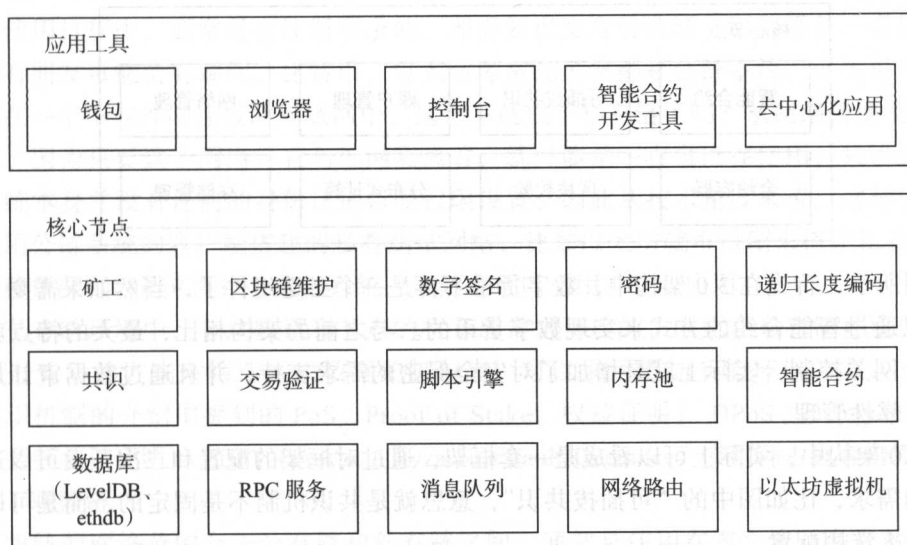 应用工具
钱包
浏览器
控制台
智能合约
开发工具
去中心化应用
核心节点
矿工
区块链维护
数字签名
密码
递归长度编码
共识
交易验证
脚本引擎
内存池
智能合约
数据库
（LevelDB、
ethdb）
RPC 服务
消息队列
网络路由
以太坊虚拟机